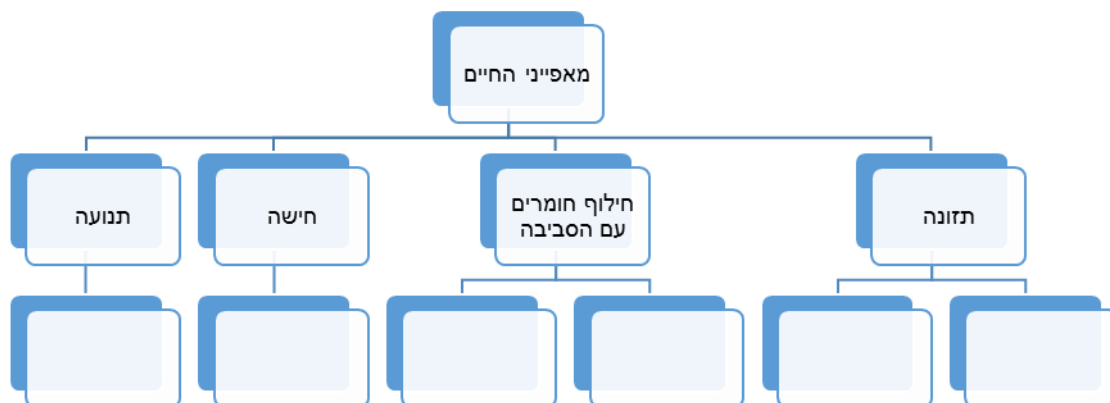 מאפייני החיים
תזונה
חילוף חומרים
עם הסביבה
חישה
תנועה